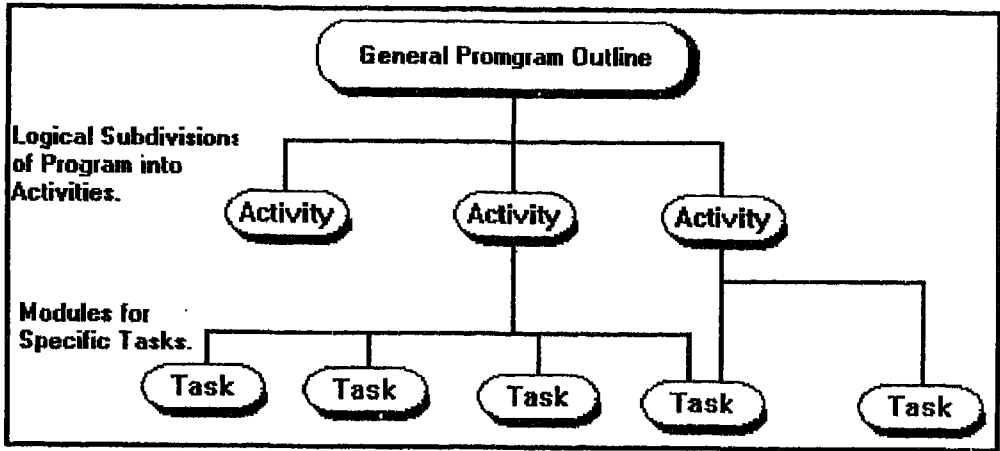 General Promgram Outline
Logical Subdivisions
of Program into
Activities.
Activity
Activity
Activity
Modules for
Specific Tasks.
Task
Task
Task
Task
Task